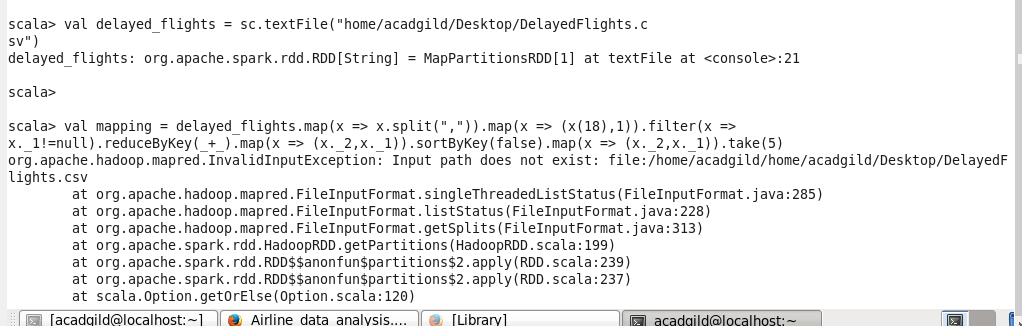 scala> val delayed_flights = sc.textFile("home/acadgild/Desktop/DelayedFlights.c
sv")
delayed_flights: org.apache.spark.rdd.RDD[String] = MapPartitionsRDD[1] at textFile at <console>:21
scala>
scala> val mapping = delayed_flights.map(x => x.split(",")).map(x => (x(18),1)).filter(x =>
x._1!=null).reduceByKey(_+_).map(x => (x._2,x._1)).sortByKey(false).map(x => (x._2,x._1)).take(5)
org.apache.hadoop.mapred.InvalidInputException: Input path does not exist: file:/home/acadgild/home/acadgild/Desktop/DelayedF
lights.csv
at org.apache.hadoop.mapred.FileInputFormat.singleThreadedListStatus(FileInputFormat.java:285)
at org.apache.hadoop.mapred.FileInputFormat.listStatus(FileInputFormat.java:228)
at org.apache.hadoop.mapred.FileInputFormat.getSplits(FileInputFormat.java:313)
at org.apache.spark.rdd.HadoopRDD.getPartitions(HadoopRDD.scala:199)
at org.apache.spark.rdd.RDD$$anonfun$partitions$2.apply(RDD.scala:239)
at org.apache.spark.rdd.RDD$$anonfun$partitions$2.apply(RDD.scala:237)
at scala.Option.getOrElse(Option.scala:120)
[acadgild@localhost:~] Airline_data_analysis.... [Library] acadgild@localhost:~